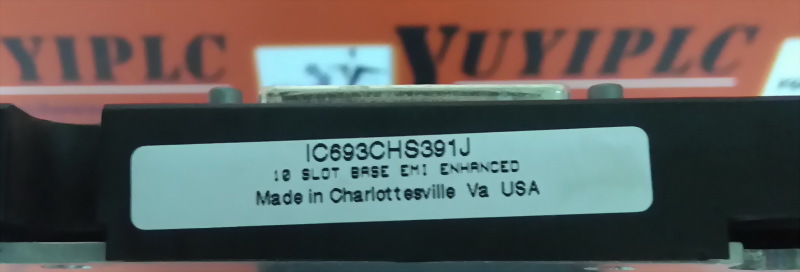 YIPLC YUYIPLC
IC693CHS391J
10 SLOT BASE EMI ENHANCED
Made in Charlottesville Va USA